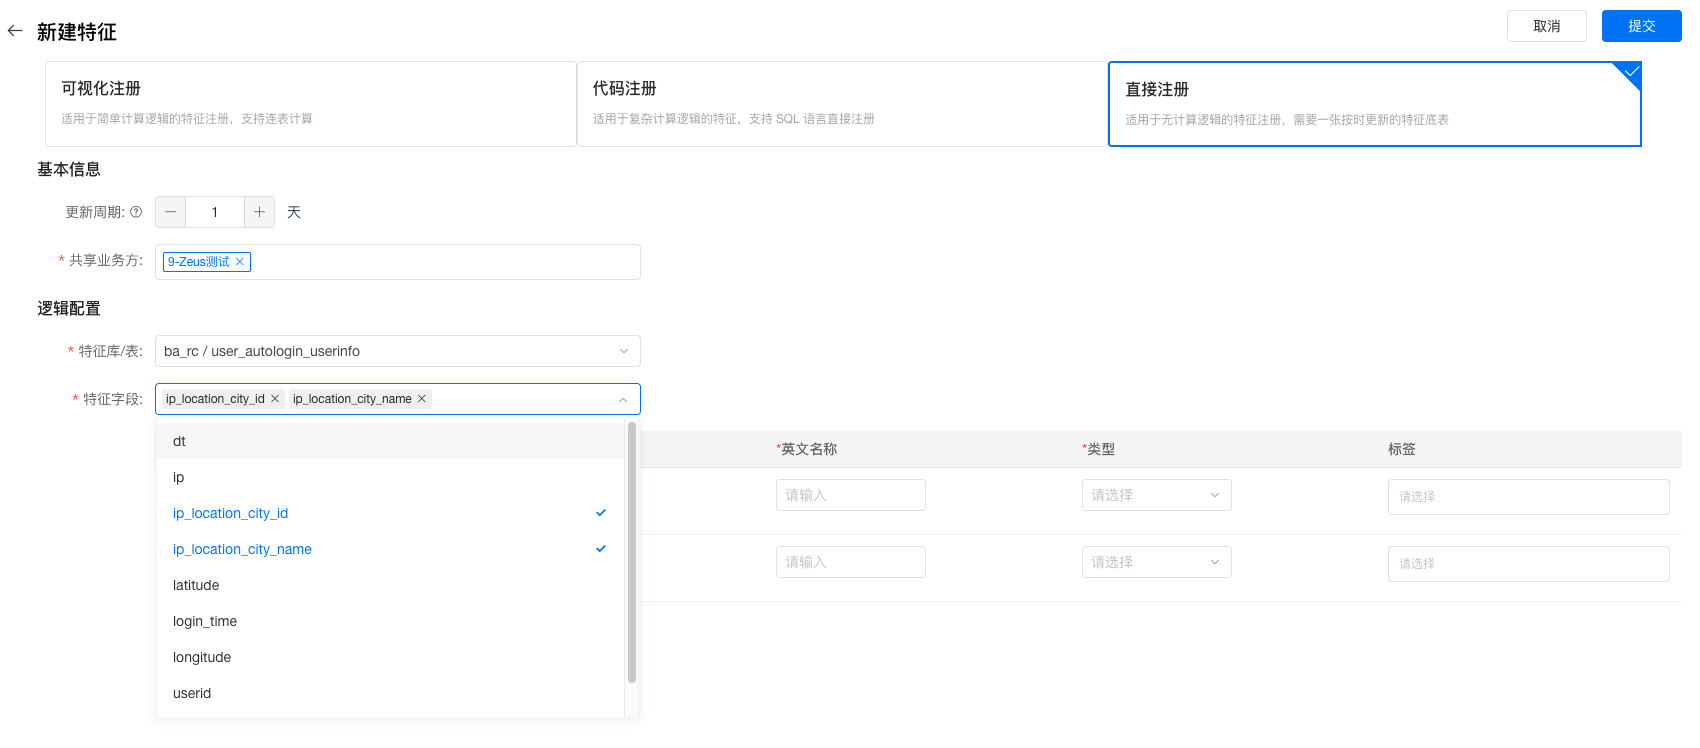 新建特征
取消
提交
可视化注册
适用于简单计算逻辑的特征注册，支持连表计算
代码注册
适用于复杂计算逻辑的特征，支持 SQL 语言直接注册
直接注册
适用于无计算逻辑的特征注册，需要一张按时更新的特征底表
基本信息
更新周期: ? 1 天
* 共享业务方: 9-Zeus测试
逻辑配置
* 特征库/表: ba_rc / user_autologin_userinfo
* 特征字段: ip_location_city_id ip_location_city_name
*英文名称 *类型 标签
请输入 请选择 请选择
请输入 请选择 请选择
dt
ip
ip_location_city_id
ip_location_city_name
latitude
login_time
longitude
userid